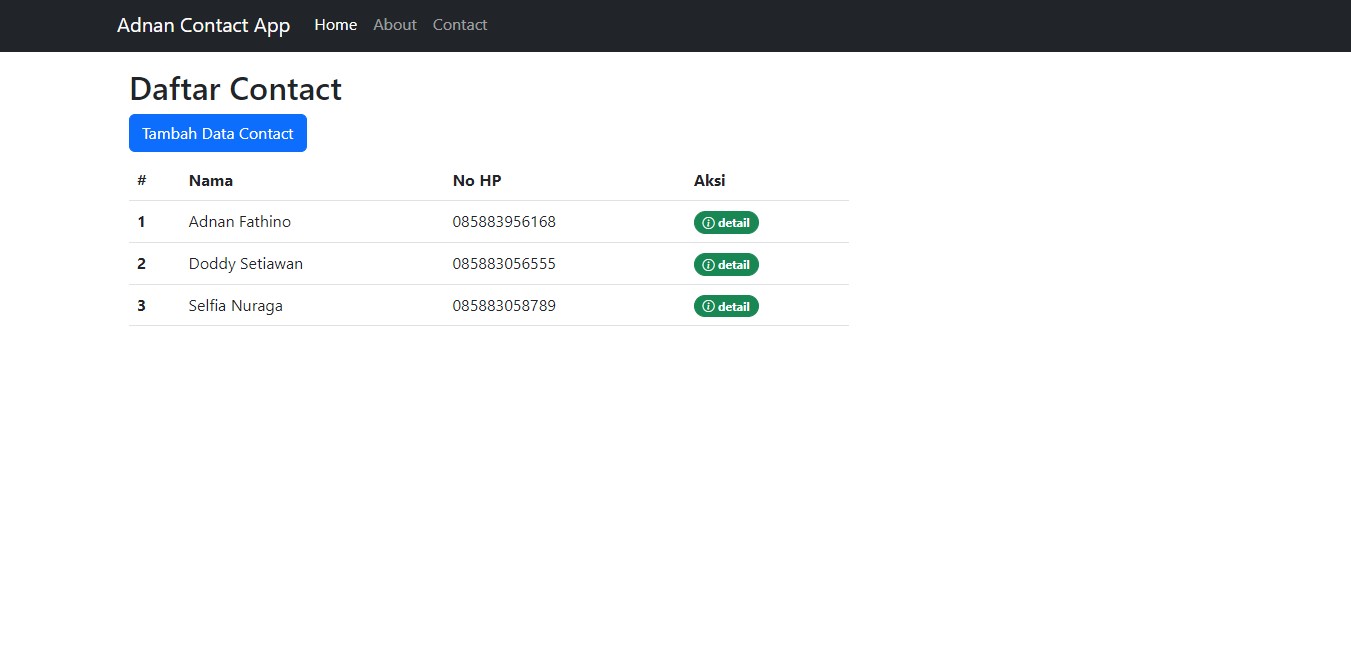 Adnan Contact App Home About Contact
Daftar Contact
Tambah Data Contact
# Nama No HP Aksi
1 Adnan Fathino 085883956168 detail
2 Doddy Setiawan 085883056555 detail
3 Selfia Nuraga 085883058789 detail